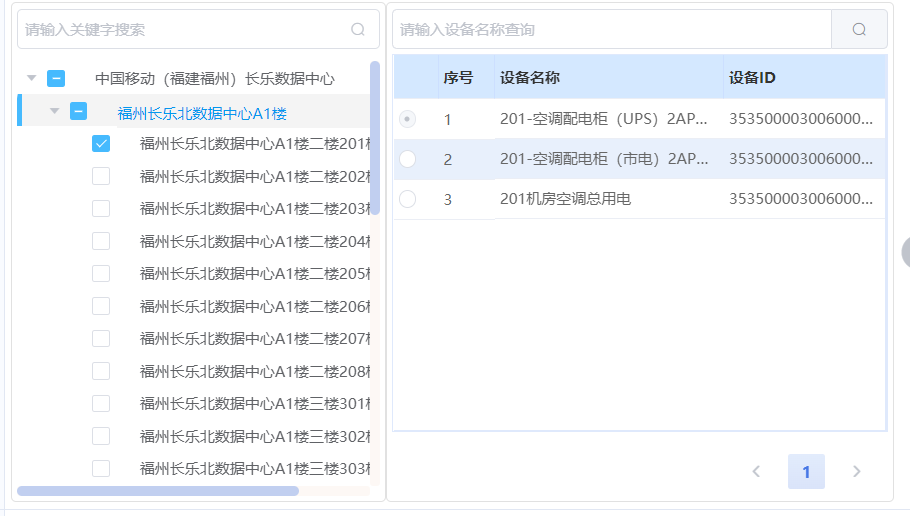 请输入关键字搜索
中国移动（福建福州）长乐数据中心
福州长乐北数据中心A1楼
福州长乐北数据中心A1楼二楼201
福州长乐北数据中心A1楼二楼202
福州长乐北数据中心A1楼二楼203
福州长乐北数据中心A1楼二楼204
福州长乐北数据中心A1楼二楼205
福州长乐北数据中心A1楼二楼206
福州长乐北数据中心A1楼二楼207
福州长乐北数据中心A1楼二楼208
福州长乐北数据中心A1楼三楼301
福州长乐北数据中心A1楼三楼302
福州长乐北数据中心A1楼三楼303
请输入设备名称查询
序号 设备名称 设备ID
1 201-空调配电柜（UPS）2AP... 353500003006000...
2 201-空调配电柜（市电）2AP... 353500003006000...
3 201机房空调总用电 353500003006000...
1